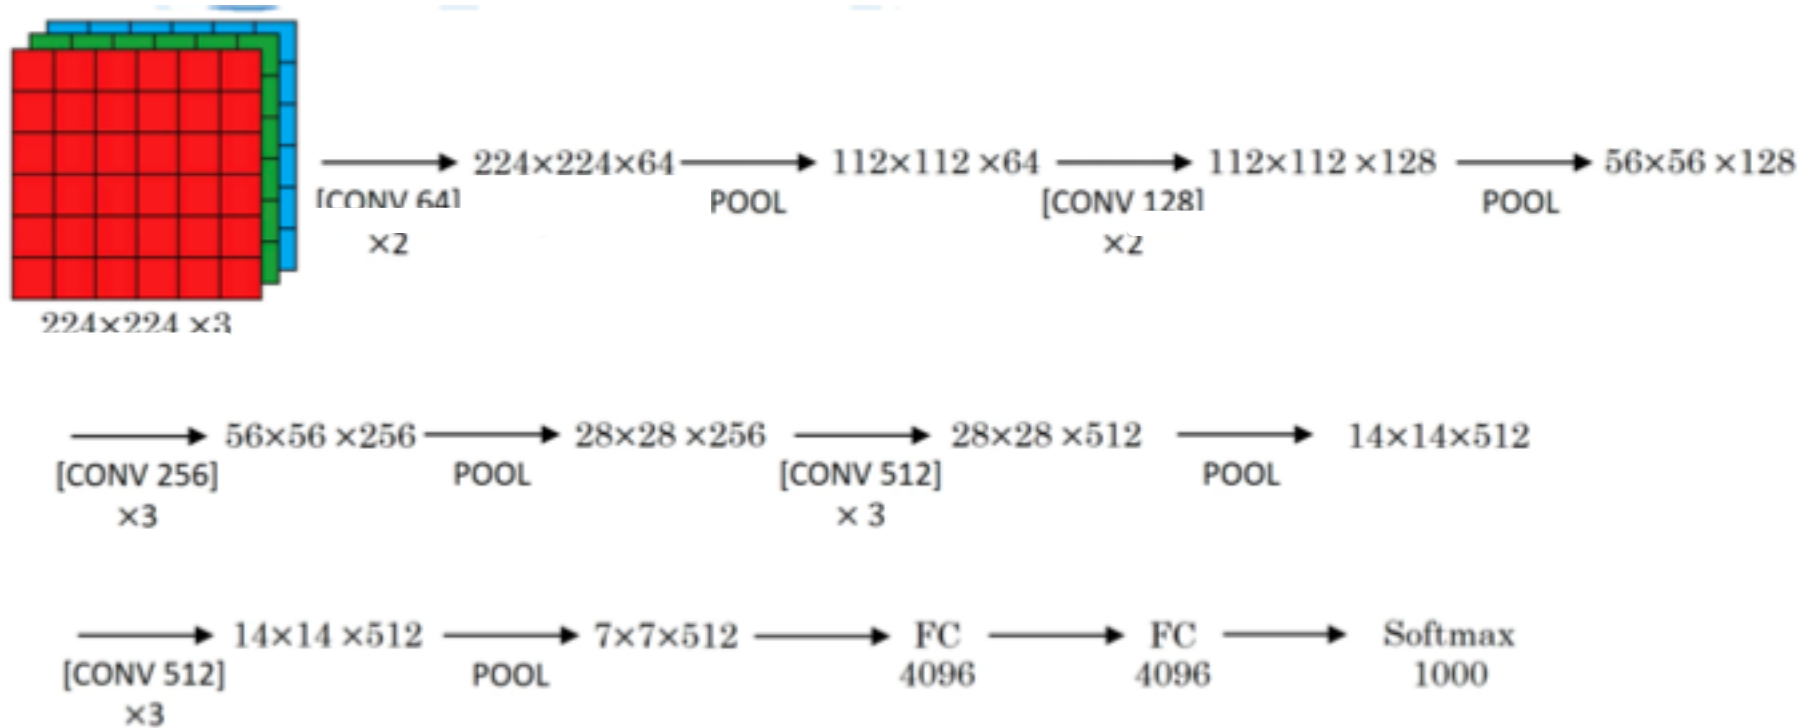 224×224×64 112×112 ×64 112×112 ×128 56×56 ×128
[CONV 64] POOL [CONV 128] POOL
×2 ×2
224×224 ×3
56×56 ×256 28×28 ×256 28×28 ×512 14×14×512
[CONV 256] POOL [CONV 512] POOL
×3 × 3
14×14 ×512 7×7×512 FC FC Softmax
[CONV 512] POOL 4096 4096 1000
×3